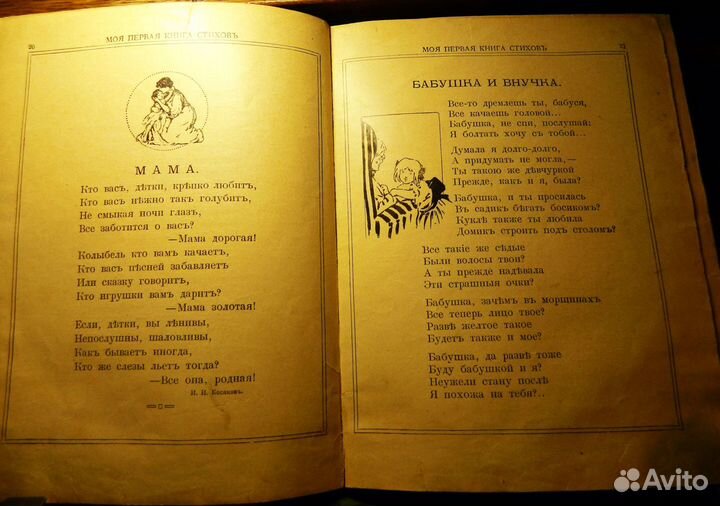 20
МОЯ ПЕРВАЯ КНИГА СТИХОВЪ
МАМА.
Кто васъ, дѣтки, крѣпко любитъ,
Кто васъ нѣжно такъ голубитъ,
Не смыкая ночи глазъ,
Все заботится о васъ?
—Мама дорогая!
Колыбель кто вамъ качаетъ,
Кто васъ пѣсней забавляетъ
Или сказку говоритъ,
Кто игрушки вамъ даритъ?
—Мама золотая!
Если, дѣтки, вы лѣнивы,
Непослушны, шаловливы,
Какъ бываетъ иногда,
Кто же слезы льетъ тогда?
—Все она, родная!
И. И. Косяковъ.
МОЯ ПЕРВАЯ КНИГА СТИХОВЪ
БАБУШКА И ВНУЧКА.
Все-то дремлешь ты, бабуся,
Все качаешь головой...
Бабушка, не спи, послушай:
Я болтать хочу съ тобой...
Думала я долго-долго,
А придумать не могла,—
Ты такою же дѣвчуркой
Прежде, какъ и я, была?
Бабушка, и ты просилась
Въ садикъ бѣгать босикомъ?
Куклѣ также ты любила
Домикъ строить подъ столомъ?
Все такіе же сѣдые
Были волосы твои?
А ты прежде надѣвала
Эти страшныя очки?
Бабушка, зачѣмъ въ морщинахъ
Все теперь лицо твое?
Развѣ желтое такое
Будетъ также и мое?
Бабушка, да развѣ тоже
Буду бабушкой и я?
Неужели стану послѣ
Я похожа на тебя?..
Avito